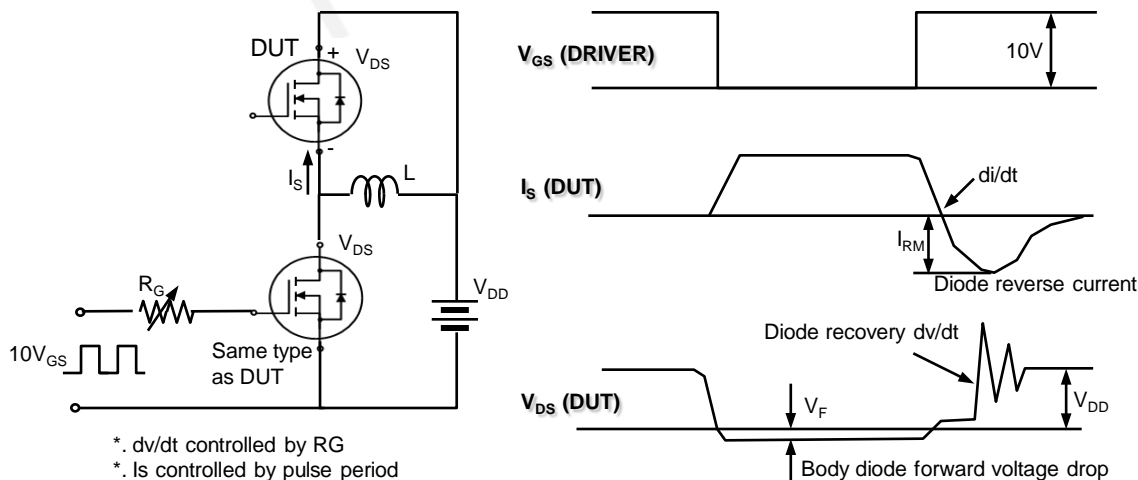 DUT
+
V_DS
-
I_S
L
V_DS
R_G
V_DD
10V_GS
Same type
as DUT
*. dv/dt controlled by RG
*. Is controlled by pulse period
V_GS (DRIVER)
10V
I_S (DUT)
di/dt
I_RM
Diode reverse current
Diode recovery dv/dt
V_DS (DUT)
V_F
V_DD
Body diode forward voltage drop